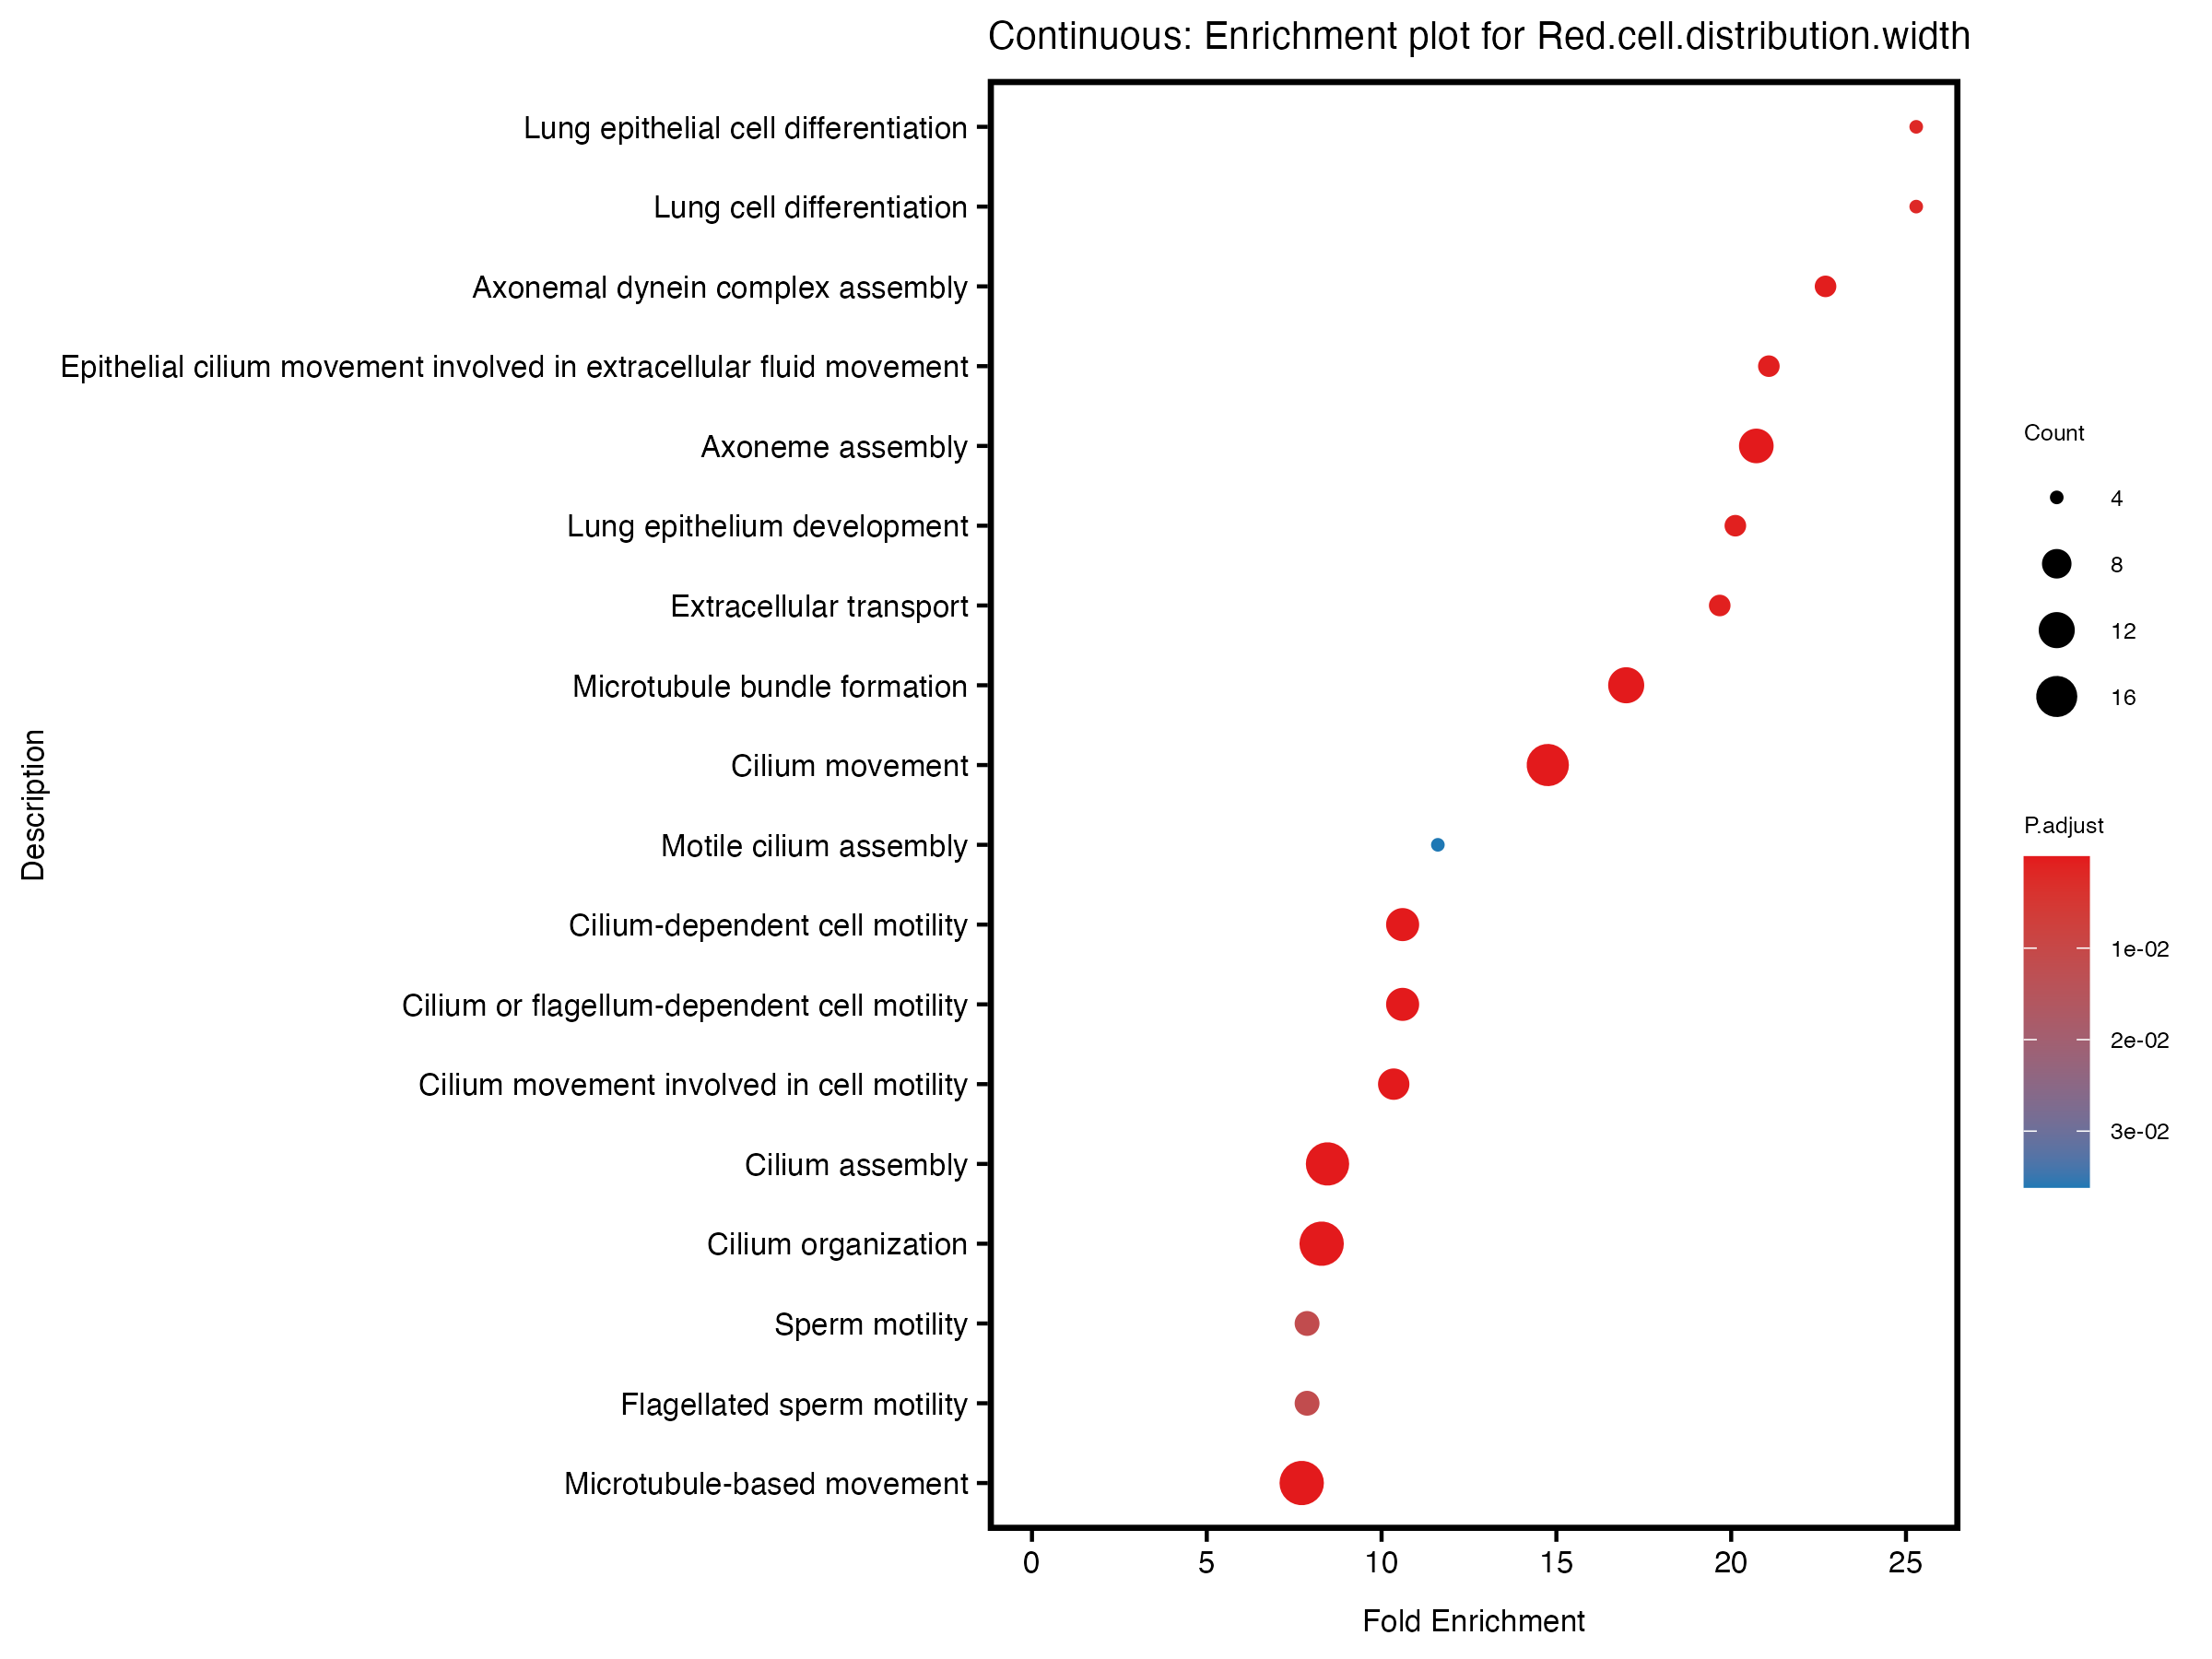 Continuous: Enrichment plot for Red.cell.distribution.width
Description
Lung epithelial cell differentiation
Lung cell differentiation
Axonemal dynein complex assembly
Epithelial cilium movement involved in extracellular fluid movement
Axoneme assembly
Lung epithelium development
Extracellular transport
Microtubule bundle formation
Cilium movement
Motile cilium assembly
Cilium-dependent cell motility
Cilium or flagellum-dependent cell motility
Cilium movement involved in cell motility
Cilium assembly
Cilium organization
Sperm motility
Flagellated sperm motility
Microtubule-based movement
0 5 10 15 20 25
Fold Enrichment
Count
4
8
12
16
P.adjust
1e-02
2e-02
3e-02